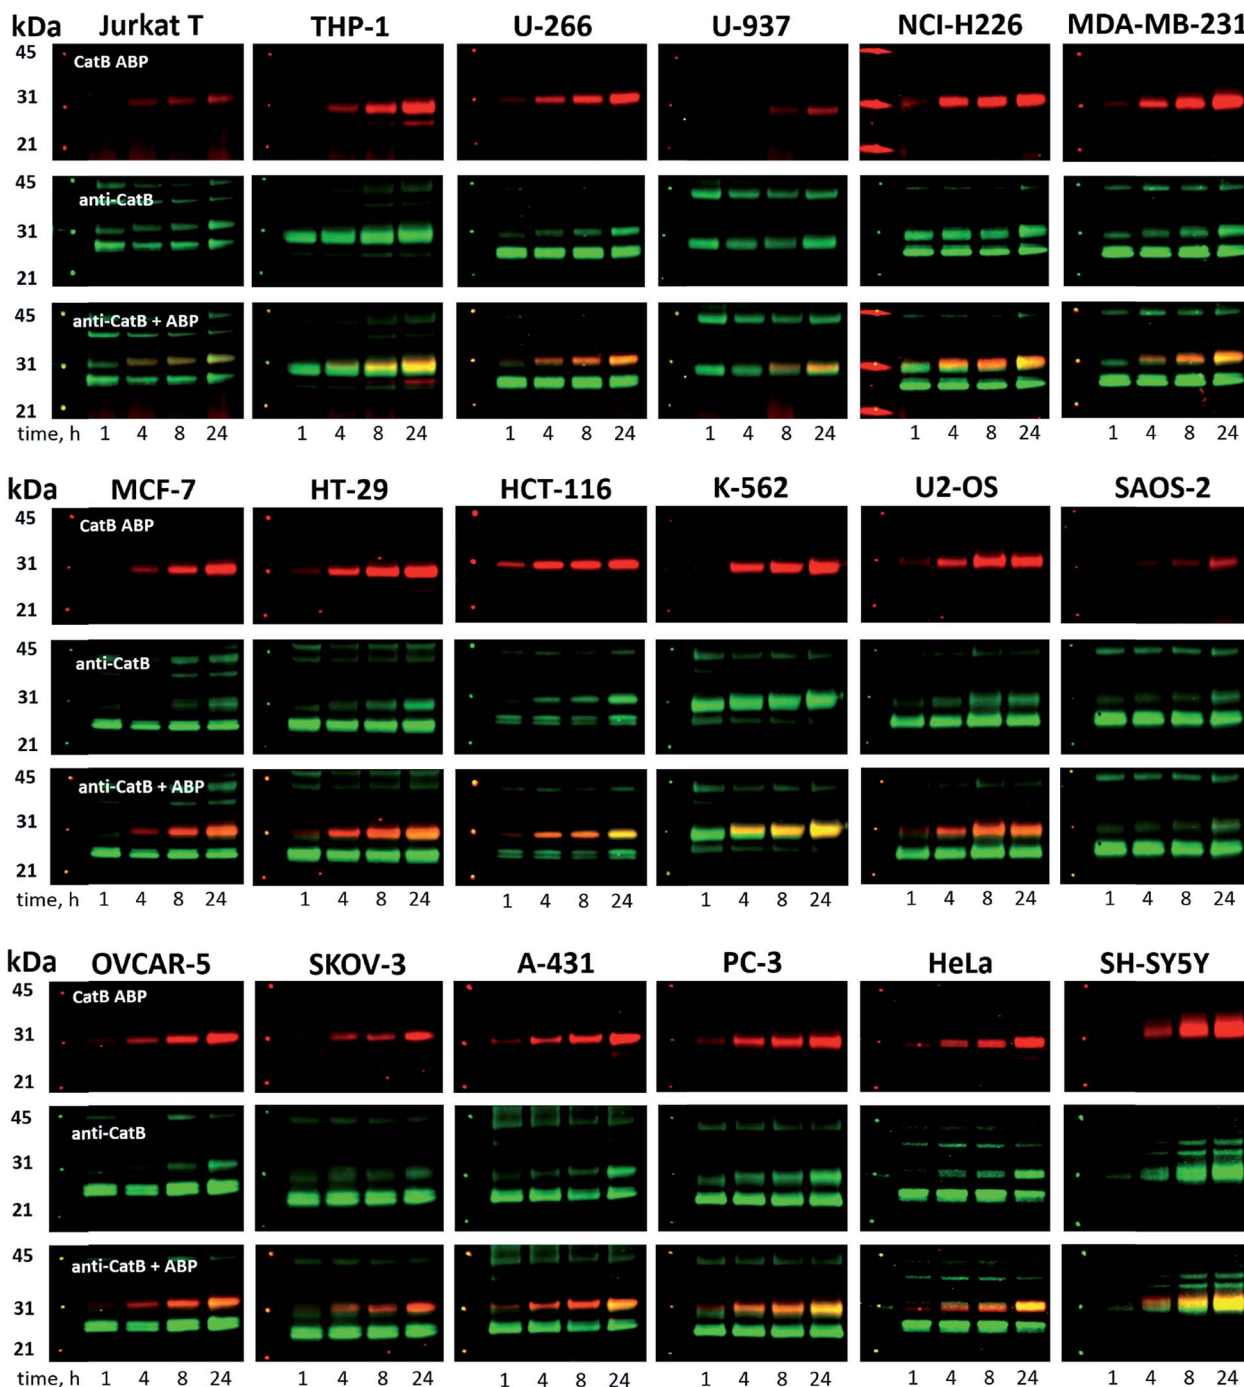 kDa Jurkat T THP-1 U-266 U-937 NCI-H226 MDA-MB-231
45
CatB ABP
31
21
45
anti-CatB
31
21
45
anti-CatB + ABP
31
21
time, h 1 4 8 24 1 4 8 24 1 4 8 24 1 4 8 24 1 4 8 24 1 4 8 24
kDa MCF-7 HT-29 HCT-116 K-562 U2-OS SAOS-2
45
CatB ABP
31
21
45
anti-CatB
31
21
45
anti-CatB + ABP
31
21
time, h 1 4 8 24 1 4 8 24 1 4 8 24 1 4 8 24 1 4 8 24 1 4 8 24
kDa OVCAR-5 SKOV-3 A-431 PC-3 HeLa SH-SY5Y
45
CatB ABP
31
21
45
anti-CatB
31
21
45
anti-CatB + ABP
31
21
time, h 1 4 8 24 1 4 8 24 1 4 8 24 1 4 8 24 1 4 8 24 1 4 8 24